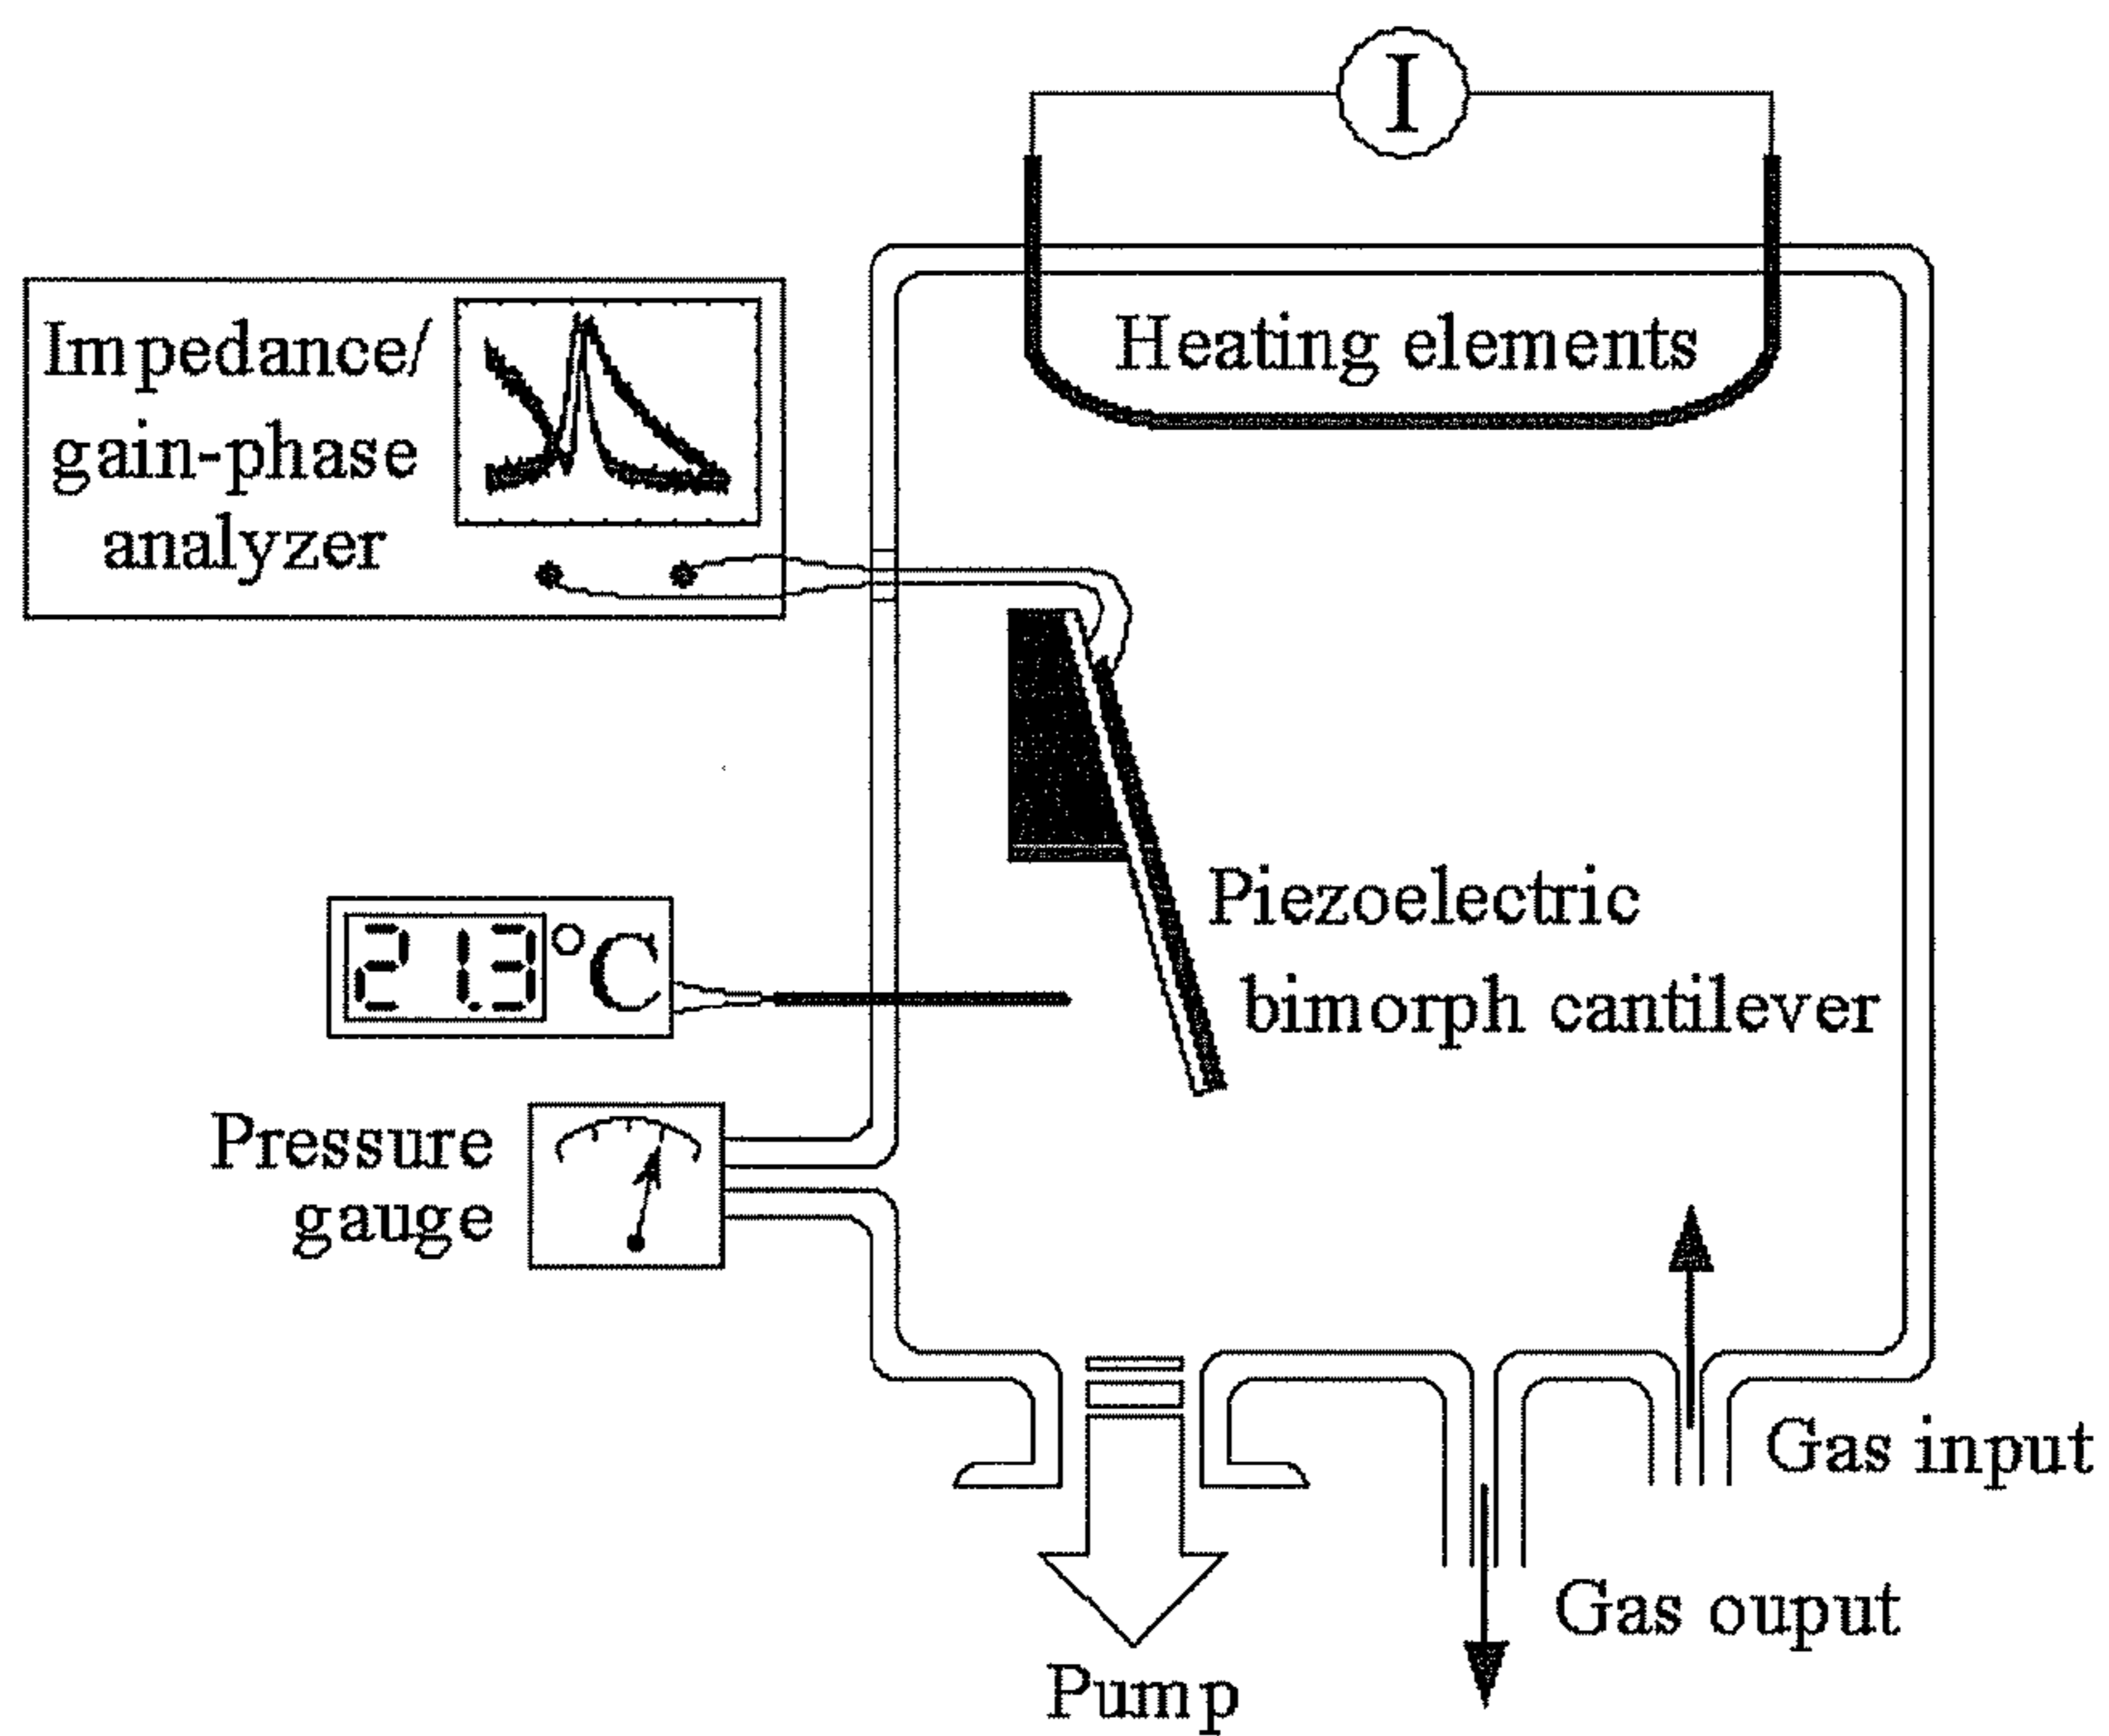 I
Heating elements
Impedance/
gain-phase
analyzer
Piezoelectric
bimorph cantilever
21.3°C
Pressure
gauge
Gas input
Gas ouput
Pump